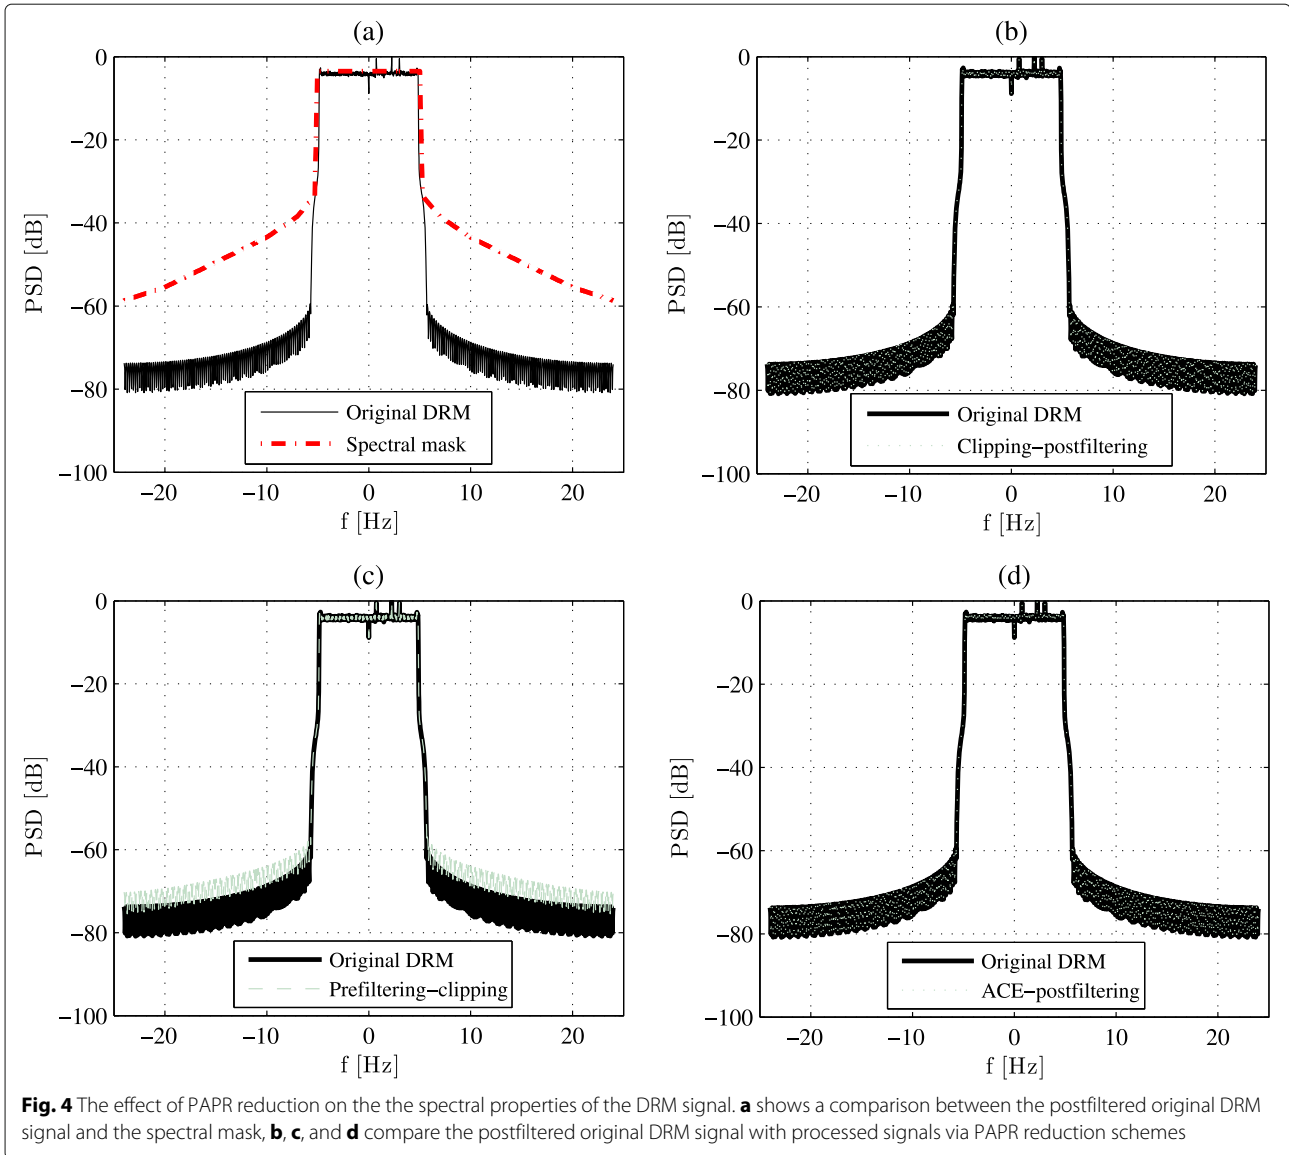 (a)
0
−20
−40
−60
−80
−100
PSD [dB]
Original DRM
Spectral mask
−20
−10
0
10
20
f [Hz]
(b)
0
−20
−40
−60
−80
−100
PSD [dB]
Original DRM
Clipping−postfiltering
−20
−10
0
10
20
f [Hz]
(c)
0
−20
−40
−60
−80
−100
PSD [dB]
Original DRM
Prefiltering−clipping
−20
−10
0
10
20
f [Hz]
(d)
0
−20
−40
−60
−80
−100
PSD [dB]
Original DRM
ACE−postfiltering
−20
−10
0
10
20
f [Hz]
Fig. 4 The effect of PAPR reduction on the the spectral properties of the DRM signal. a shows a comparison between the postfiltered original DRM
signal and the spectral mask, b, c, and d compare the postfiltered original DRM signal with processed signals via PAPR reduction schemes